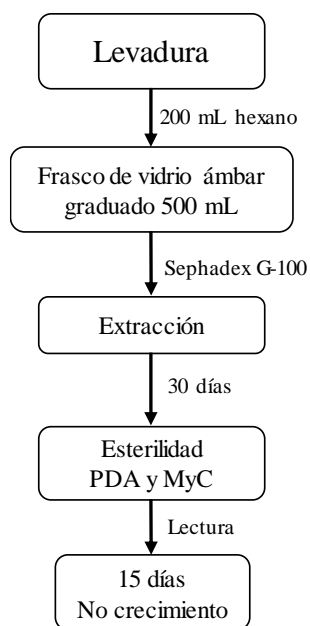 Levadura
200 mL hexano
Frasco de vidrio ámbar
graduado 500 mL
Sephadex G-100
Extracción
30 días
Esterilidad
PDA y MyC
Lectura
15 días
No crecimiento